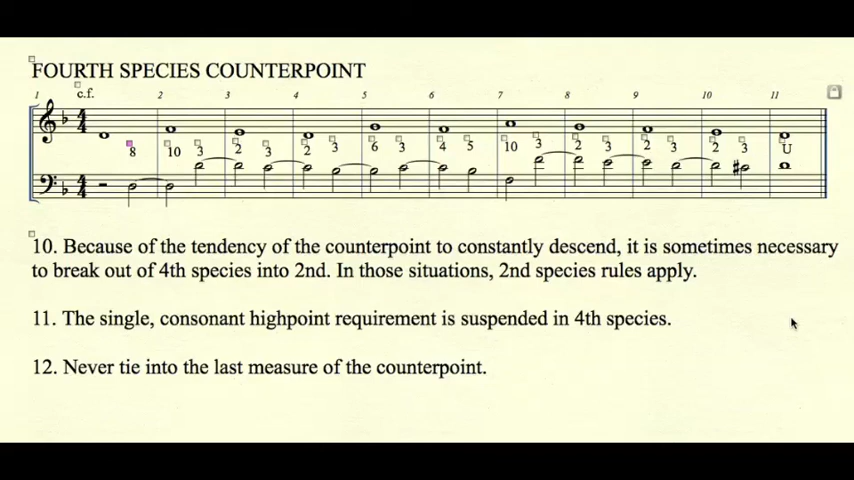 FOURTH SPECIES COUNTERPOINT
c.f.
1 2 3 4 5 6 7 8 9 10 11
8 10 3 2 3 2 3 6 3 4 5 10 3 2 3 2 3 2 3 U
10. Because of the tendency of the counterpoint to constantly descend, it is sometimes necessary
to break out of 4th species into 2nd. In those situations, 2nd species rules apply.
11. The single, consonant highpoint requirement is suspended in 4th species.
12. Never tie into the last measure of the counterpoint.